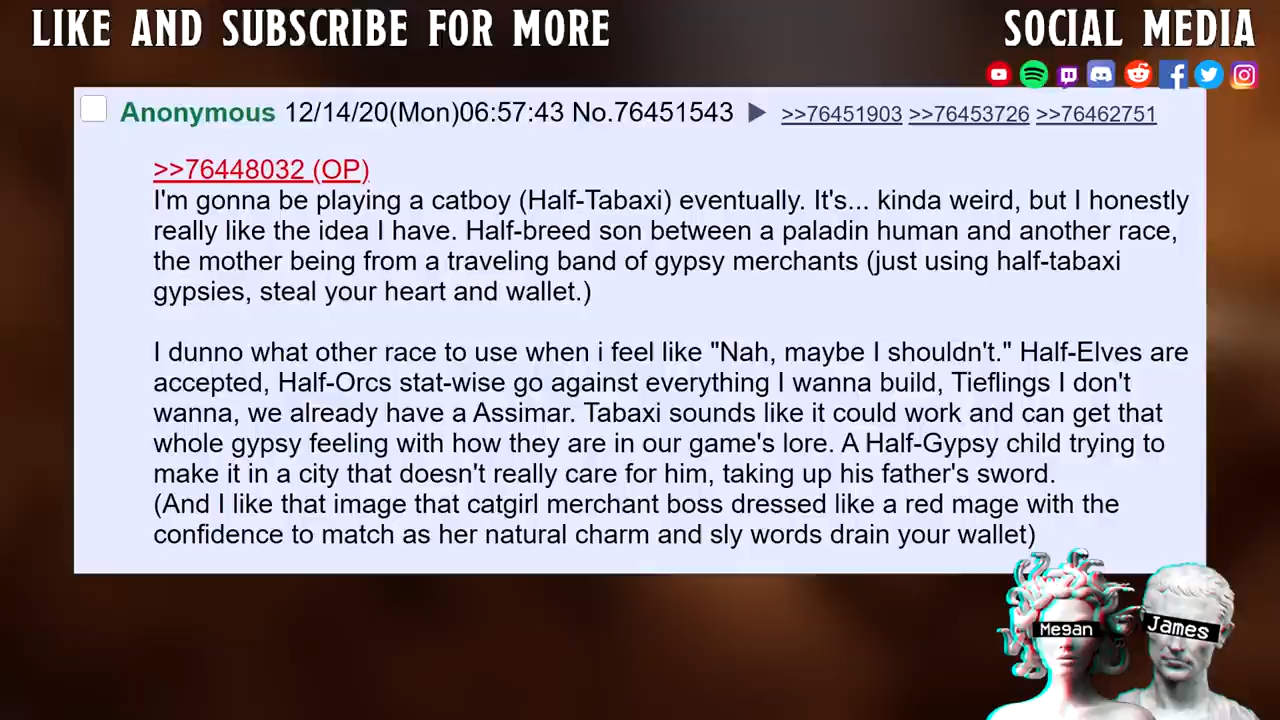 LIKE AND SUBSCRIBE FOR MORE
SOCIAL MEDIA
Anonymous 12/14/20(Mon)06:57:43 No.76451543 ▶ >>76451903 >>76453726 >>76462751
>>76448032 (OP)
I'm gonna be playing a catboy (Half-Tabaxi) eventually. It's... kinda weird, but I honestly
really like the idea I have. Half-breed son between a paladin human and another race,
the mother being from a traveling band of gypsy merchants (just using half-tabaxi
gypsies, steal your heart and wallet.)
I dunno what other race to use when i feel like "Nah, maybe I shouldn't." Half-Elves are
accepted, Half-Orcs stat-wise go against everything I wanna build, Tieflings I don't
wanna, we already have a Assimar. Tabaxi sounds like it could work and can get that
whole gypsy feeling with how they are in our game's lore. A Half-Gypsy child trying to
make it in a city that doesn't really care for him, taking up his father's sword.
(And I like that image that catgirl merchant boss dressed like a red mage with the
confidence to match as her natural charm and sly words drain your wallet)
Megan
James